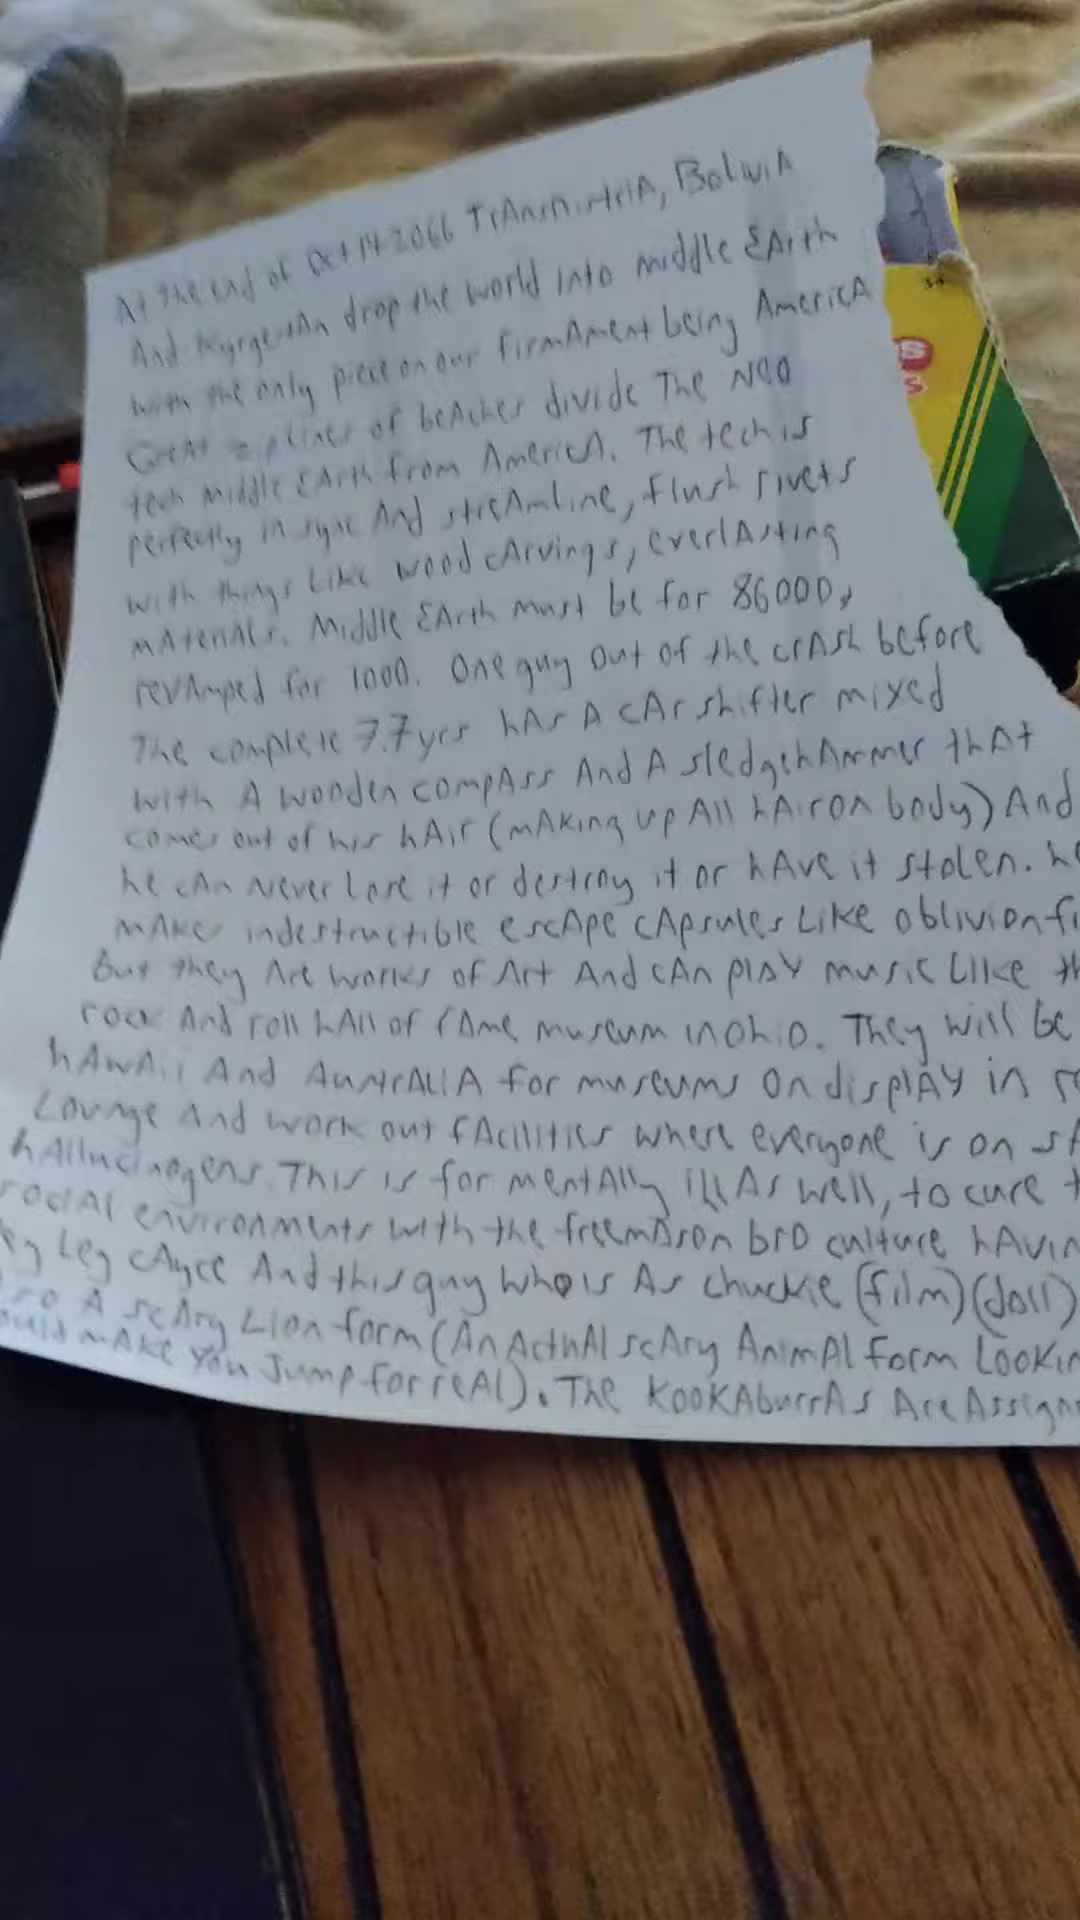 At the end of Oct 14 2066 TrAnsnistriA, BoliviA
And KyrgestAn drop the world into middle EArth
with the only piece on our firmAment being AmericA
GreAt ziplines of beAches divide The Neo
tech Middle EArth from AmericA. The tech is
perfectly in sync And streAmline, flush rivets
with things like wood cArvings, everlAsting
mAteriAls. Middle EArth must be for 86000,
revAmped for 1000. One guy out of the crAsh before
The complete 7.7 yrs hAs A cAr shifter mixed
with A wooden compAss And A sledgehAmmer thAt
comes out of his hAir (mAking up All hAir on body) And
he cAn Never Lose it or destroy it or hAve it stolen. he
mAkes indestructible escApe cApsules Like oblivion
But they Are works of Art And cAn plAY music Like
rock And roll hAll of fAme museum in Ohio. They will be
hAwAii And AustrAliA for museums On displAY in
Lounge And work out fAcilities where everyone is on
hAllucinogens. This is for mentAlly ill As well, to cure
sociAl environments with the freemAson bro culture
Leg cAyce And this guy who is As chuckie (film) (doll)
so A scAry Lion form (An ActuAl scAry AnimAl form
mAke You Jump for reAl). The KookAburrAs Are